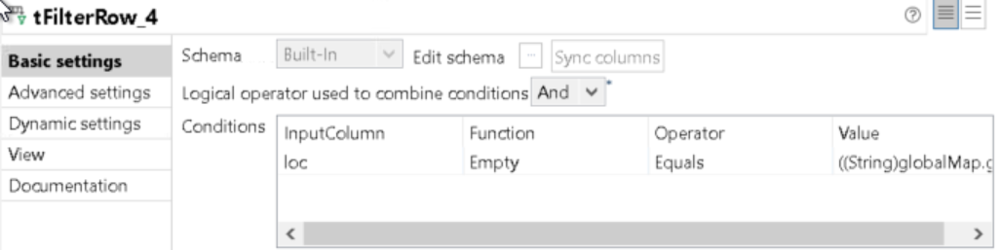 tFilterRow_4
Basic settings
Advanced settings
Dynamic settings
View
Documentation
Schema Built-In Edit schema ... Sync columns
Logical operator used to combine conditions And *
Conditions
InputColumn Function Operator Value
loc Empty Equals ((String)globalMap.g